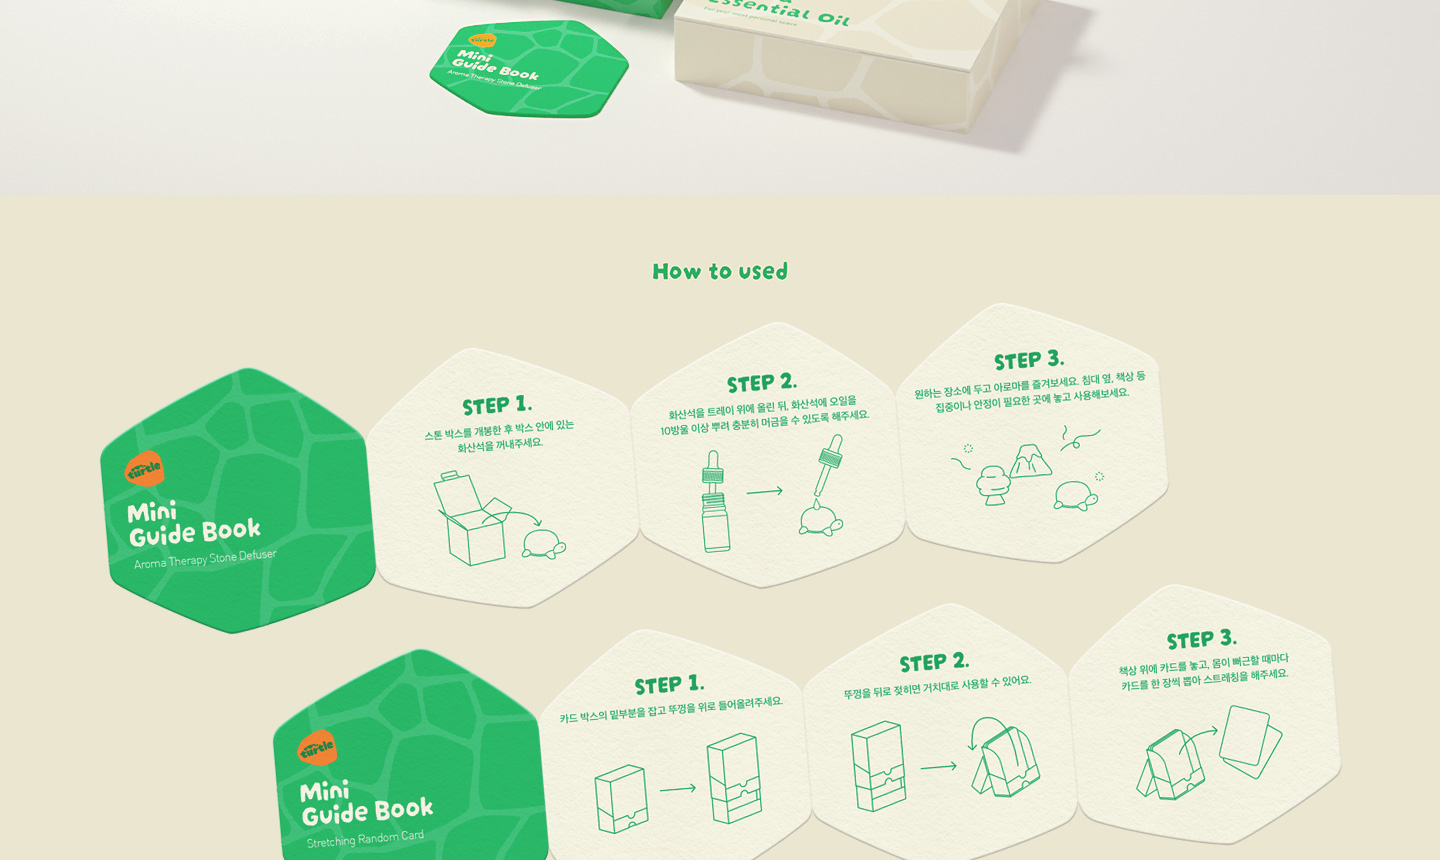 Essential Oil
For your most personal space
turtle
Mini
Guide Book
Aroma Therapy Stone Defuser
How to used
turtle
Mini
Guide Book
Aroma Therapy Stone Defuser
STEP 1.
스톤 박스를 개봉한 후 박스 안에 있는
화산석을 꺼내주세요.
STEP 2.
화산석을 트레이 위에 올린 뒤, 화산석에 오일을
10방울 이상 뿌려 충분히 머금을 수 있도록 해주세요.
STEP 3.
원하는 장소에 두고 아로마를 즐겨보세요. 침대 옆, 책상 등
집중이나 안정이 필요한 곳에 놓고 사용해보세요.
turtle
Mini
Guide Book
Stretching Random Card
STEP 1.
카드 박스의 밑부분을 잡고 뚜껑을 위로 들어올려주세요.
STEP 2.
뚜껑을 뒤로 젖히면 거치대로 사용할 수 있어요.
STEP 3.
책상 위에 카드를 놓고, 몸이 뻐근할 때마다
카드를 한 장씩 뽑아 스트레칭을 해주세요.